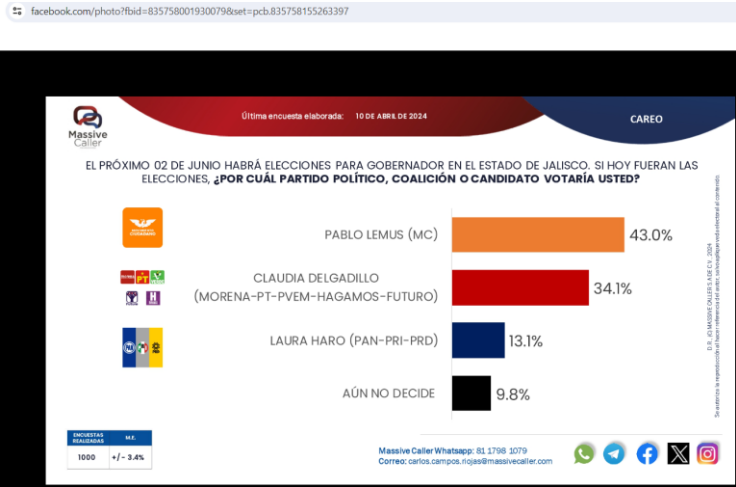 facebook.com/photo?fbid=835758001930079&set=pcb.835758155263397
Massive
Caller
Última encuesta elaborada: 10 DE ABRIL DE 2024
CAREO
EL PRÓXIMO 02 DE JUNIO HABRÁ ELECCIONES PARA GOBERNADOR EN EL ESTADO DE JALISCO. SI HOY FUERAN LAS
ELECCIONES, ¿POR CUÁL PARTIDO POLÍTICO, COALICIÓN O CANDIDATO VOTARÍA USTED?
PABLO LEMUS (MC) 43.0%
CLAUDIA DELGADILLO
(MORENA-PT-PVEM-HAGAMOS-FUTURO) 34.1%
LAURA HARO (PAN-PRI-PRD) 13.1%
AÚN NO DECIDE 9.8%
ENCUESTAS
REALIZADAS M.E.
1000 +/- 3.4%
Massive Caller Whatsapp: 81 1798 1079
Correo: carlos.campos.riojas@massivecaller.com
D.R., (C) MASSIVE CALLER S.A DE C.V., 2024